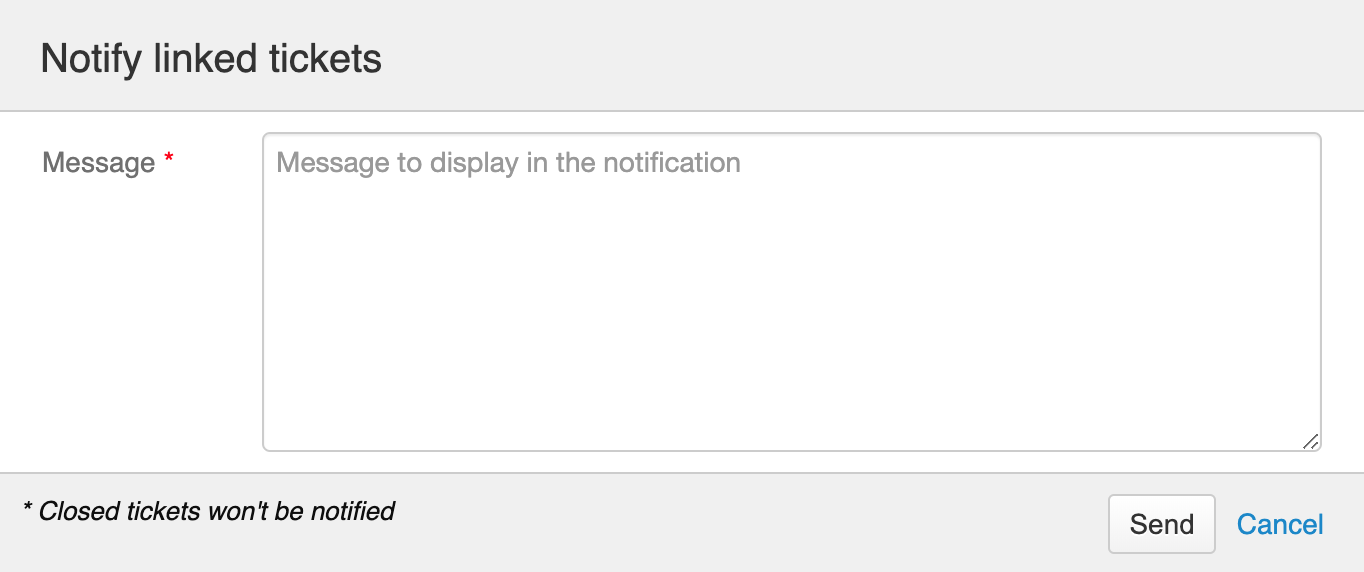 Notify linked tickets
Message *
Message to display in the notification
* Closed tickets won't be notified
Send
Cancel